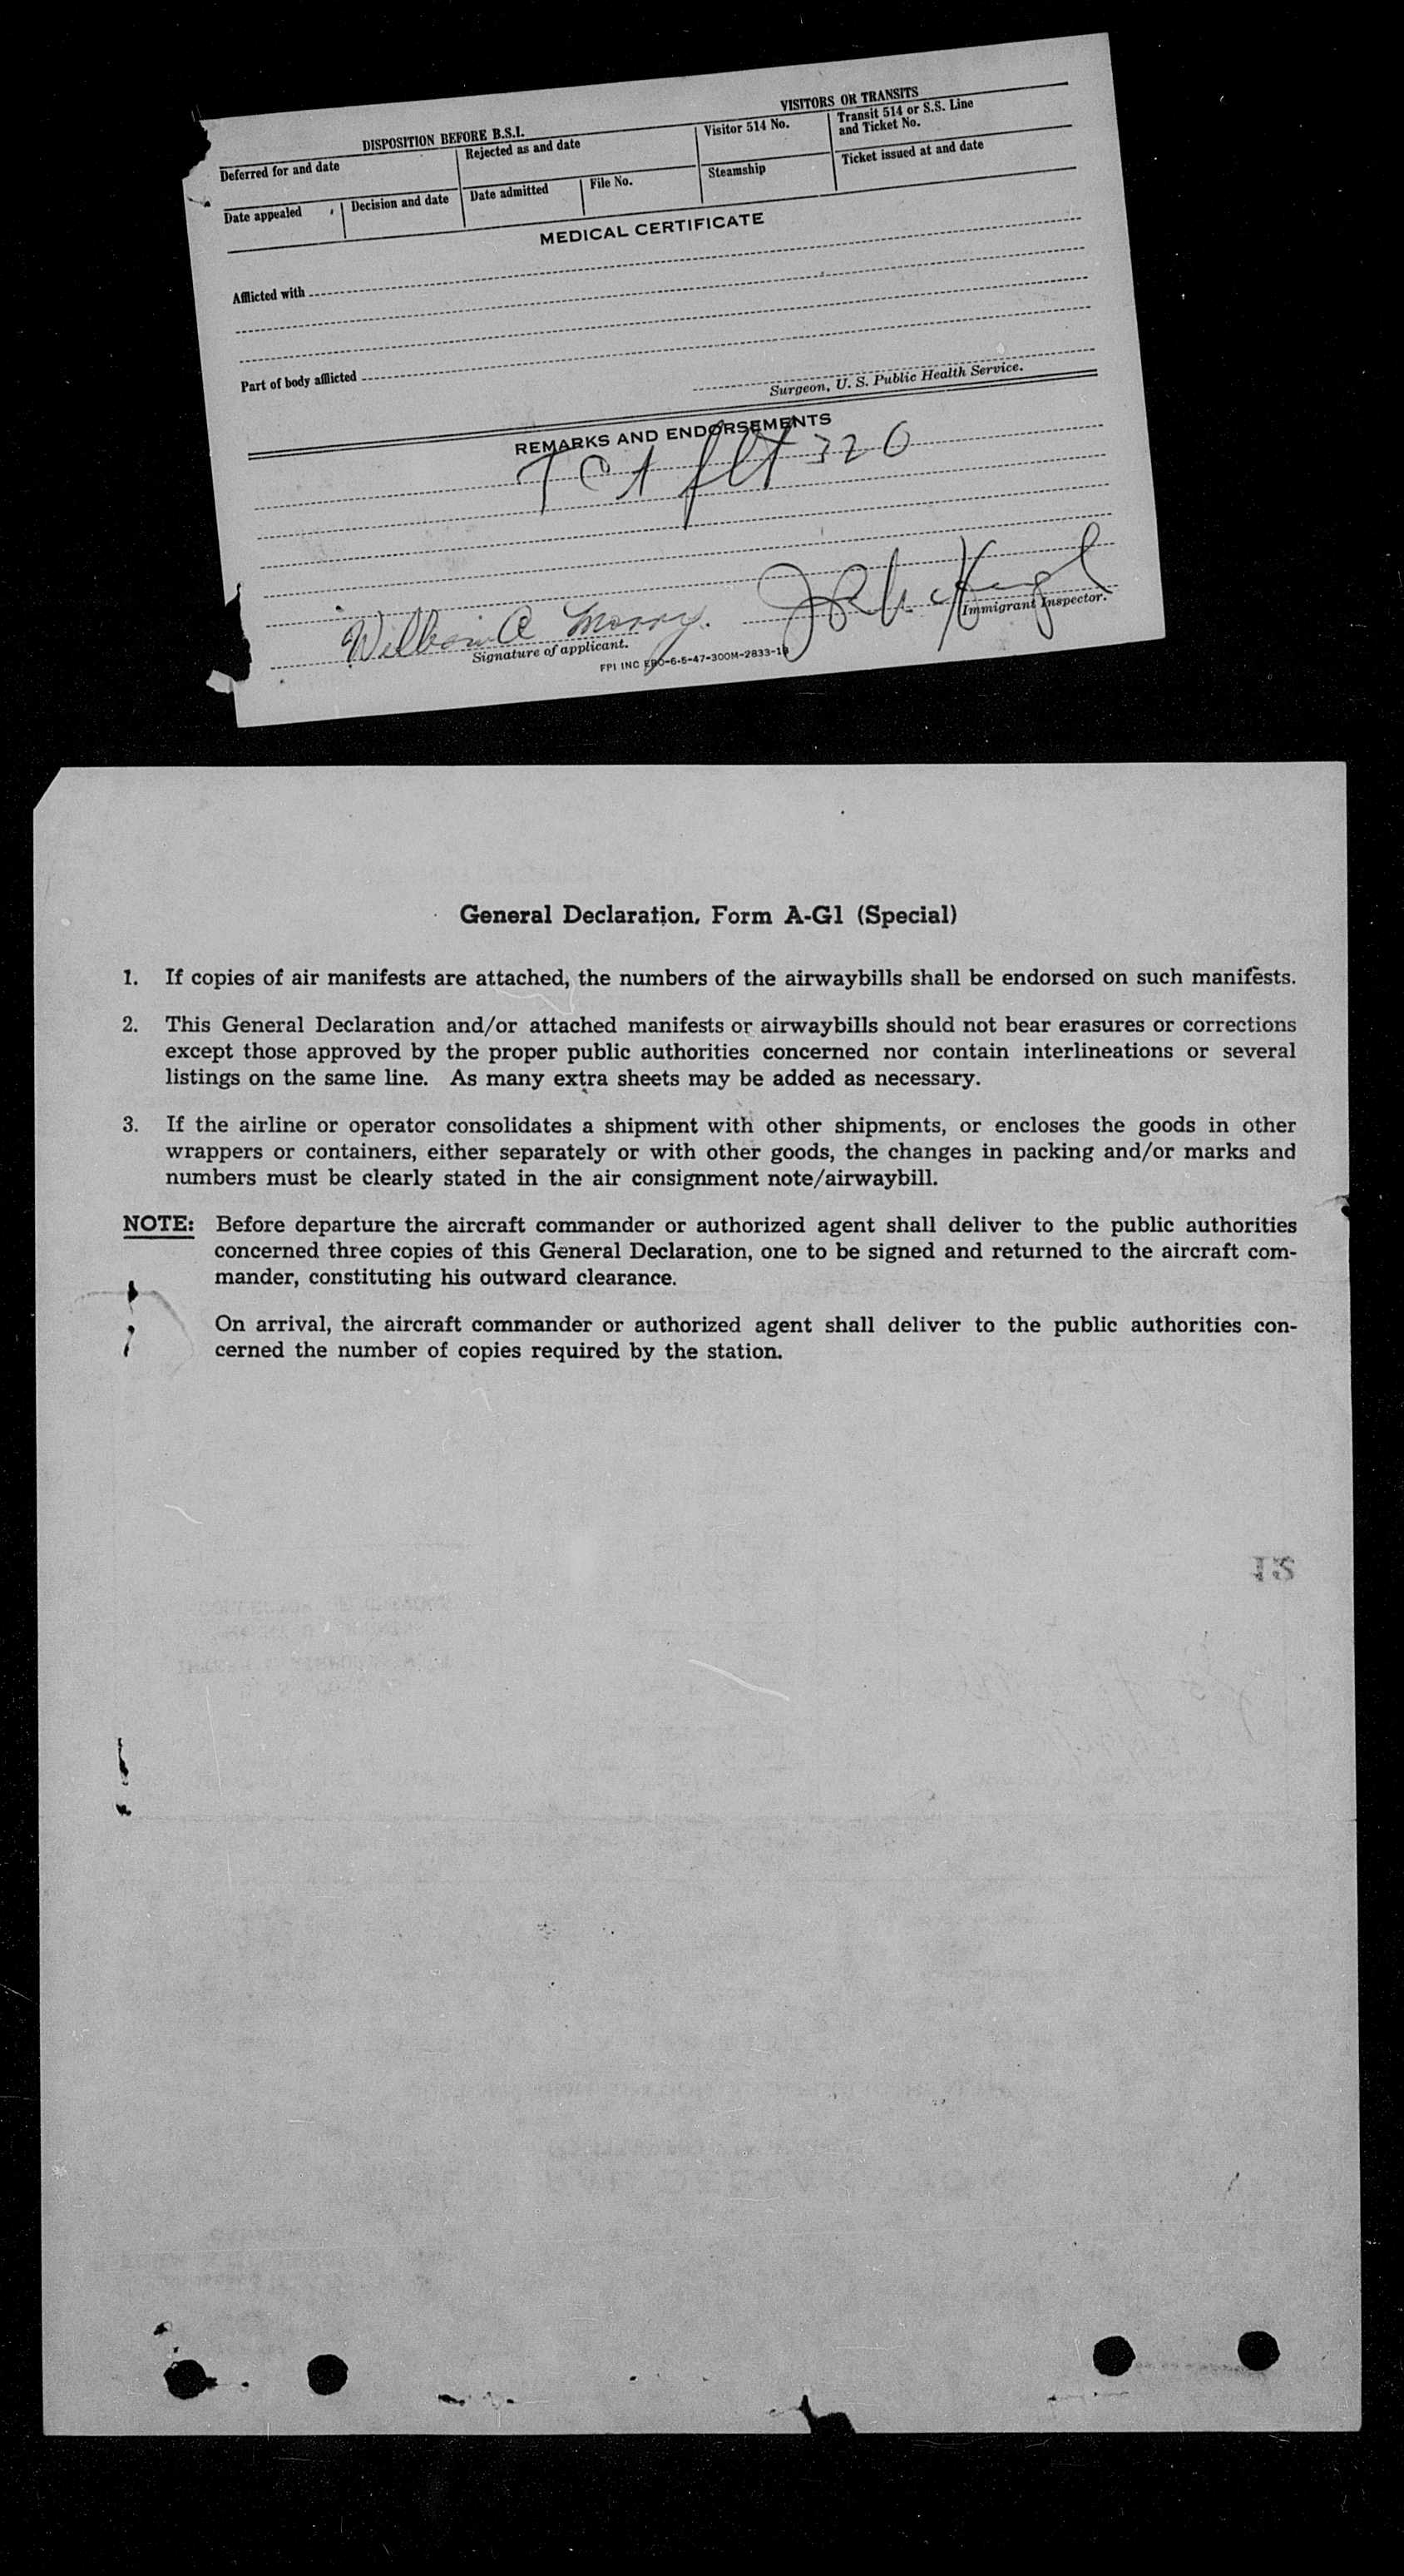 DISPOSITION BEFORE B.S.I.
VISITORS OR TRANSITS
Deferred for and date
Rejected as and date
Visitor 514 No.
Transit 514 or S.S. Line
and Ticket No.
Date appealed
Decision and date
Date admitted
File No.
Steamship
Ticket issued at and date
MEDICAL CERTIFICATE
Afflicted with
Part of body afflicted
Surgeon, U. S. Public Health Service.
REMARKS AND ENDORSEMENTS
TCA flt 320
William A
Signature of applicant.
Immigrant Inspector.
FPI INC 6-5-47-300M-2833-
General Declaration, Form A-G1 (Special)
1. If copies of air manifests are attached, the numbers of the airwaybills shall be endorsed on such manifests.
2. This General Declaration and/or attached manifests or airwaybills should not bear erasures or corrections
except those approved by the proper public authorities concerned nor contain interlineations or several
listings on the same line. As many extra sheets may be added as necessary.
3. If the airline or operator consolidates a shipment with other shipments, or encloses the goods in other
wrappers or containers, either separately or with other goods, the changes in packing and/or marks and
numbers must be clearly stated in the air consignment note/airwaybill.
NOTE: Before departure the aircraft commander or authorized agent shall deliver to the public authorities
concerned three copies of this General Declaration, one to be signed and returned to the aircraft com-
mander, constituting his outward clearance.
On arrival, the aircraft commander or authorized agent shall deliver to the public authorities con-
cerned the number of copies required by the station.